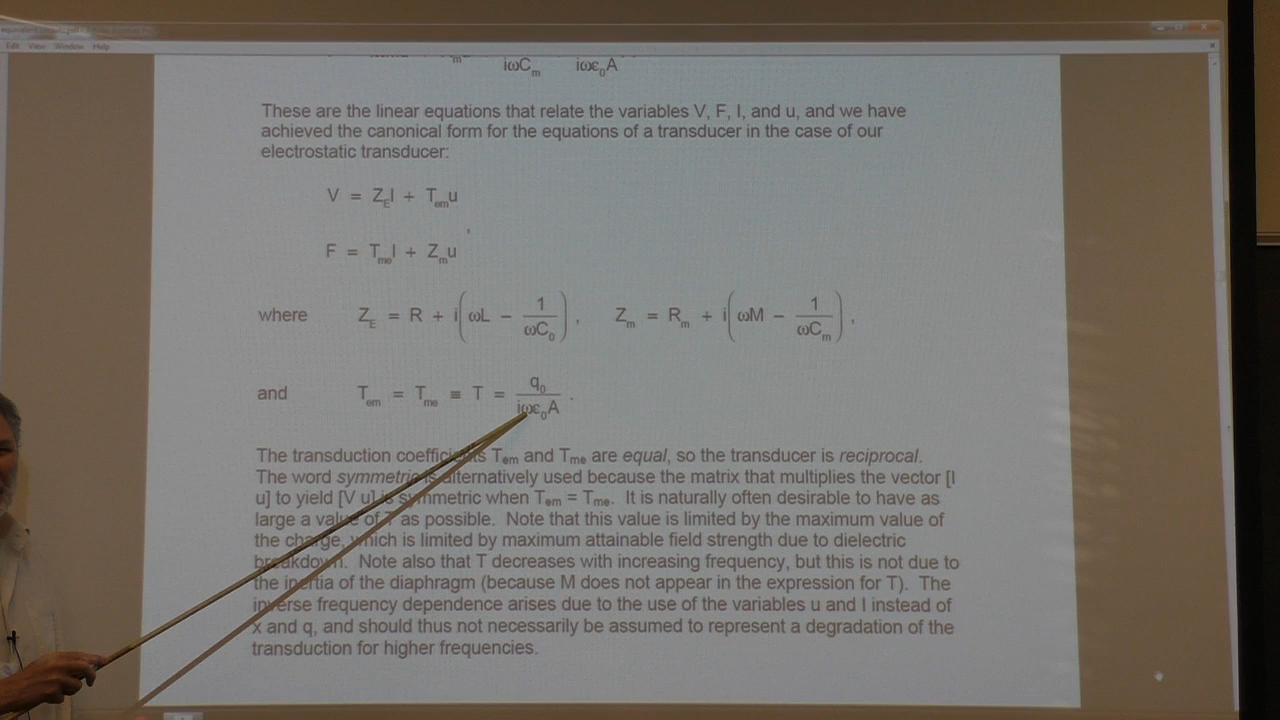 Edit View Window Help
iωC_m iωε_0A
These are the linear equations that relate the variables V, F, I, and u, and we have
achieved the canonical form for the equations of a transducer in the case of our
electrostatic transducer:
V = Z_E I + T_em u
,
F = T_me I + Z_m u
where Z_E = R + i(ωL − 1/(ωC_0)), Z_m = R_m + i(ωM − 1/(ωC_m)),
and T_em = T_me ≡ T = q_0/(iωε_0A).
The transduction coefficients T_em and T_me are equal, so the transducer is reciprocal.
The word symmetric is alternatively used because the matrix that multiplies the vector [I
u] to yield [V u] is symmetric when T_em = T_me. It is naturally often desirable to have as
large a value of T as possible. Note that this value is limited by the maximum value of
the charge, which is limited by maximum attainable field strength due to dielectric
breakdown. Note also that T decreases with increasing frequency, but this is not due to
the inertia of the diaphragm (because M does not appear in the expression for T). The
inverse frequency dependence arises due to the use of the variables u and I instead of
x and q, and should thus not necessarily be assumed to represent a degradation of the
transduction for higher frequencies.